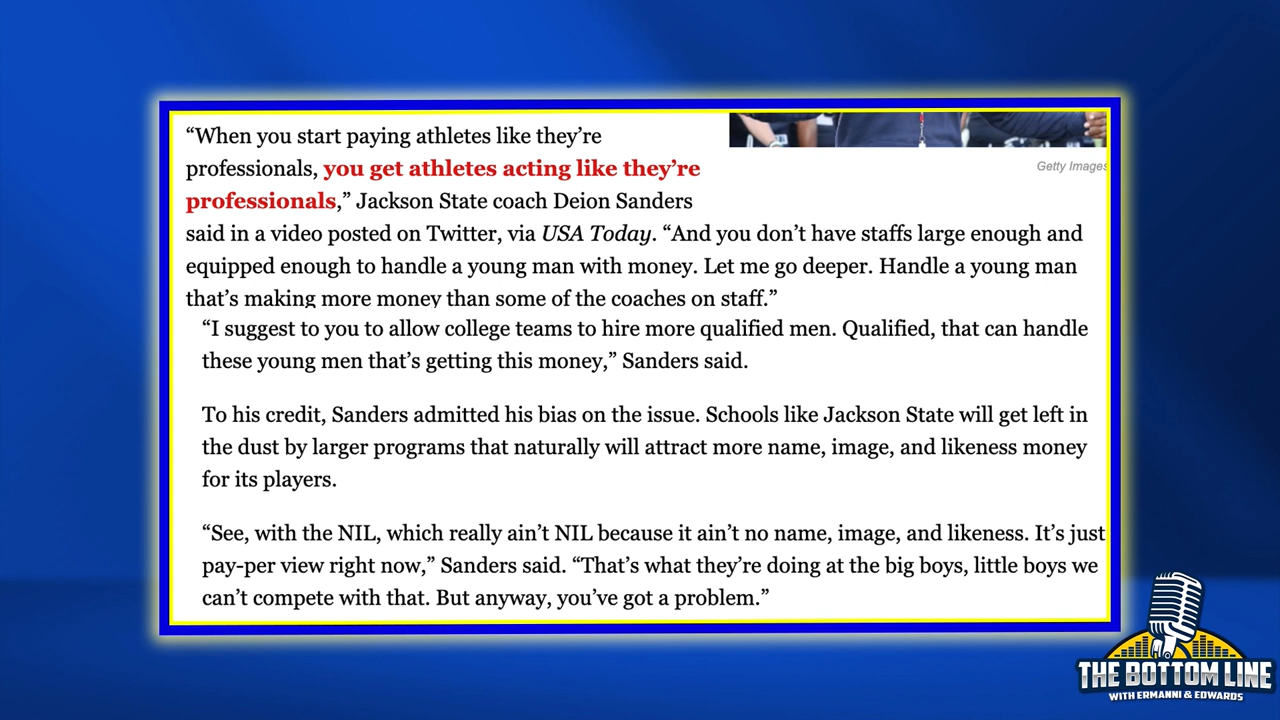 “When you start paying athletes like they’re
professionals, you get athletes acting like they’re
professionals,” Jackson State coach Deion Sanders
said in a video posted on Twitter, via USA Today. “And you don’t have staffs large enough and
equipped enough to handle a young man with money. Let me go deeper. Handle a young man
that’s making more money than some of the coaches on staff.”
Getty Images
“I suggest to you to allow college teams to hire more qualified men. Qualified, that can handle
these young men that’s getting this money,” Sanders said.
To his credit, Sanders admitted his bias on the issue. Schools like Jackson State will get left in
the dust by larger programs that naturally will attract more name, image, and likeness money
for its players.
“See, with the NIL, which really ain’t NIL because it ain’t no name, image, and likeness. It’s just
pay-per view right now,” Sanders said. “That’s what they’re doing at the big boys, little boys we
can’t compete with that. But anyway, you’ve got a problem.”
THE BOTTOM LINE
WITH ERMANNI & EDWARDS